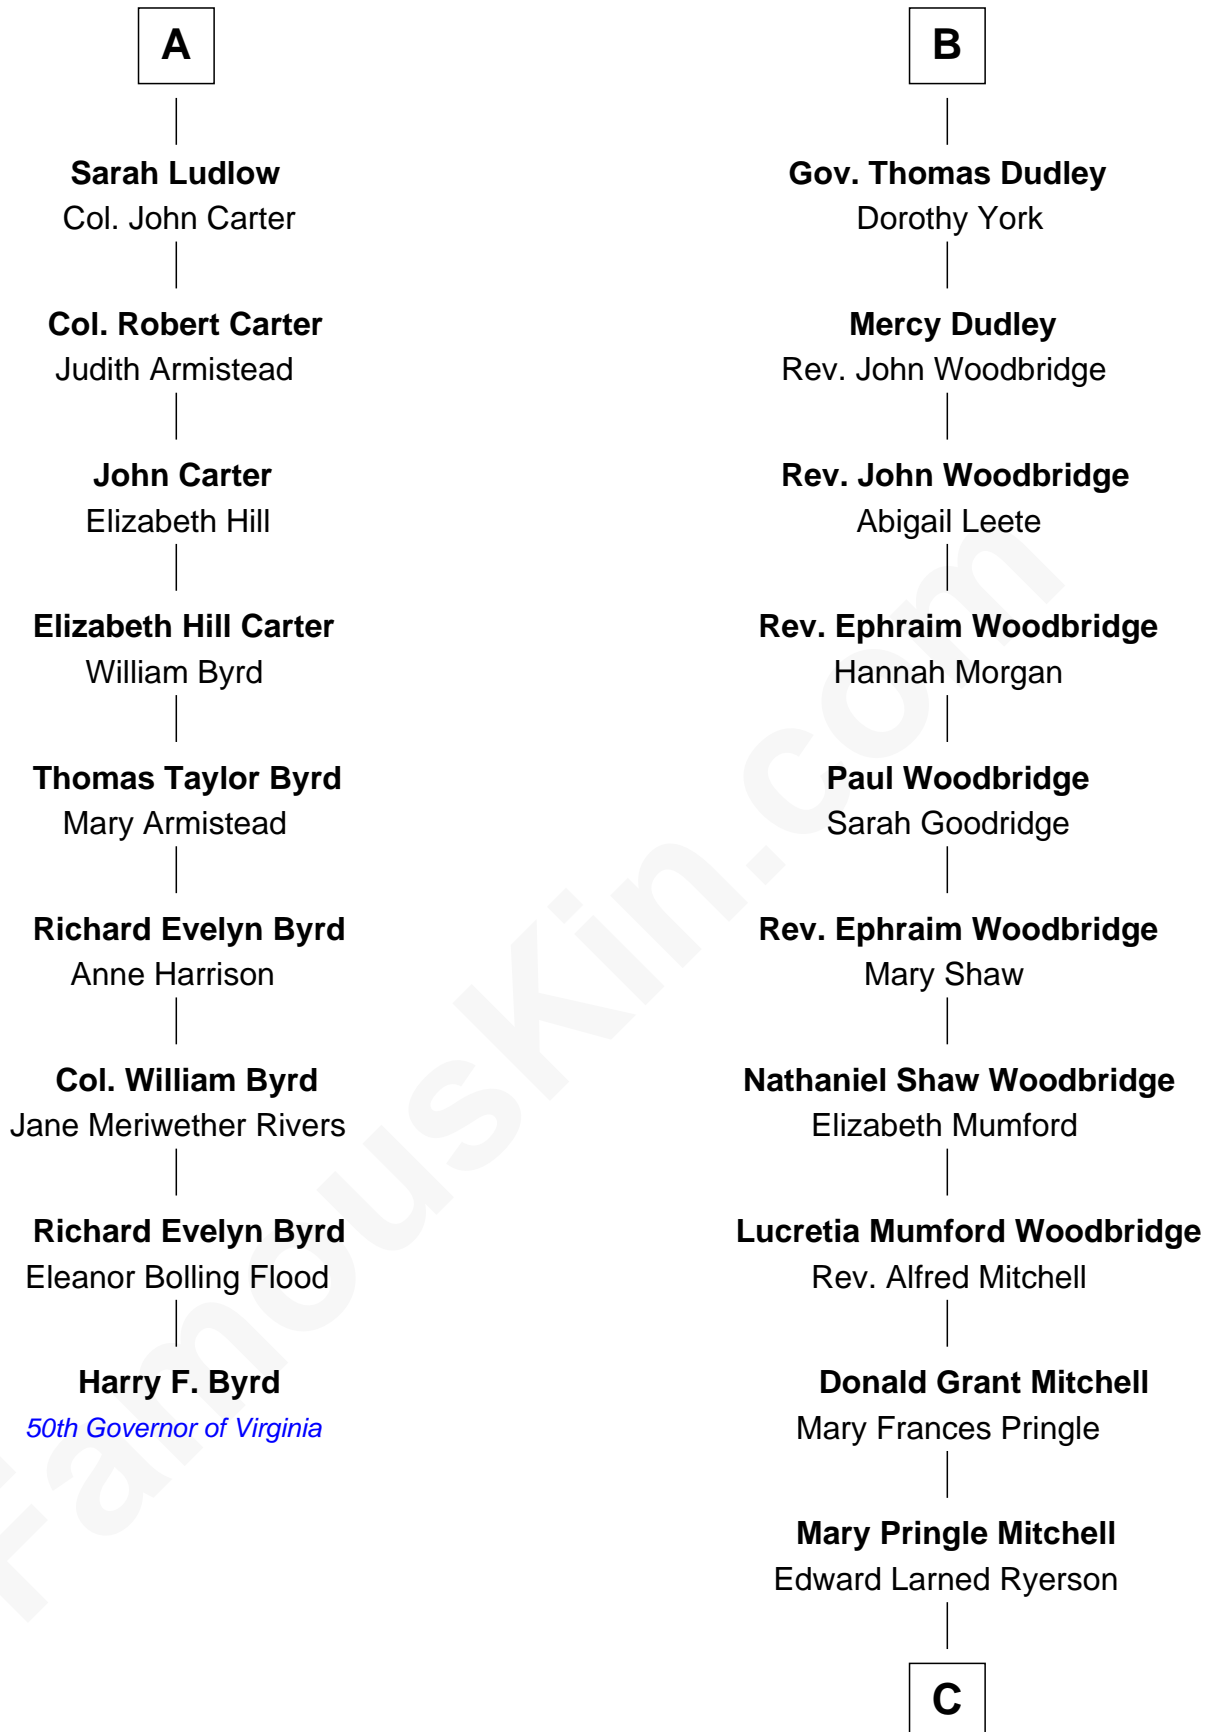 A
Sarah Ludlow
Col. John Carter
Col. Robert Carter
Judith Armistead
John Carter
Elizabeth Hill
Elizabeth Hill Carter
William Byrd
Thomas Taylor Byrd
Mary Armistead
Richard Evelyn Byrd
Anne Harrison
Col. William Byrd
Jane Meriwether Rivers
Richard Evelyn Byrd
Eleanor Bolling Flood
Harry F. Byrd
50th Governor of Virginia
B
Gov. Thomas Dudley
Dorothy York
Mercy Dudley
Rev. John Woodbridge
Rev. John Woodbridge
Abigail Leete
Rev. Ephraim Woodbridge
Hannah Morgan
Paul Woodbridge
Sarah Goodridge
Rev. Ephraim Woodbridge
Mary Shaw
Nathaniel Shaw Woodbridge
Elizabeth Mumford
Lucretia Mumford Woodbridge
Rev. Alfred Mitchell
Donald Grant Mitchell
Mary Frances Pringle
Mary Pringle Mitchell
Edward Larned Ryerson
C
FamousKin.com